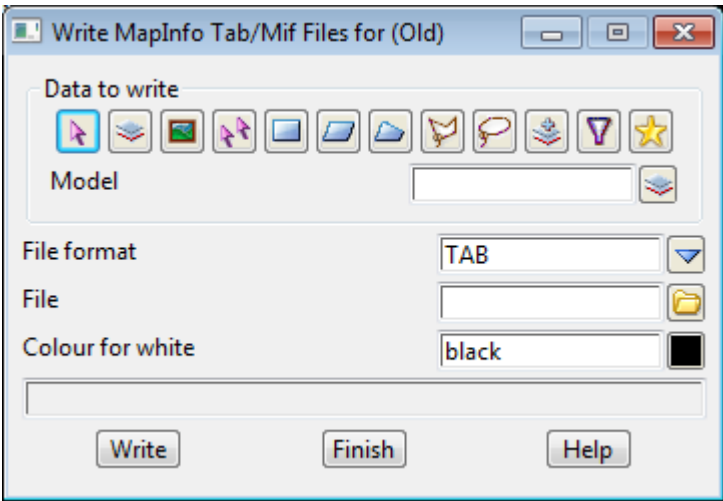 Write MapInfo Tab/Mif Files for (Old)
Data to write
Model
File format TAB
File
Colour for white black
Write Finish Help